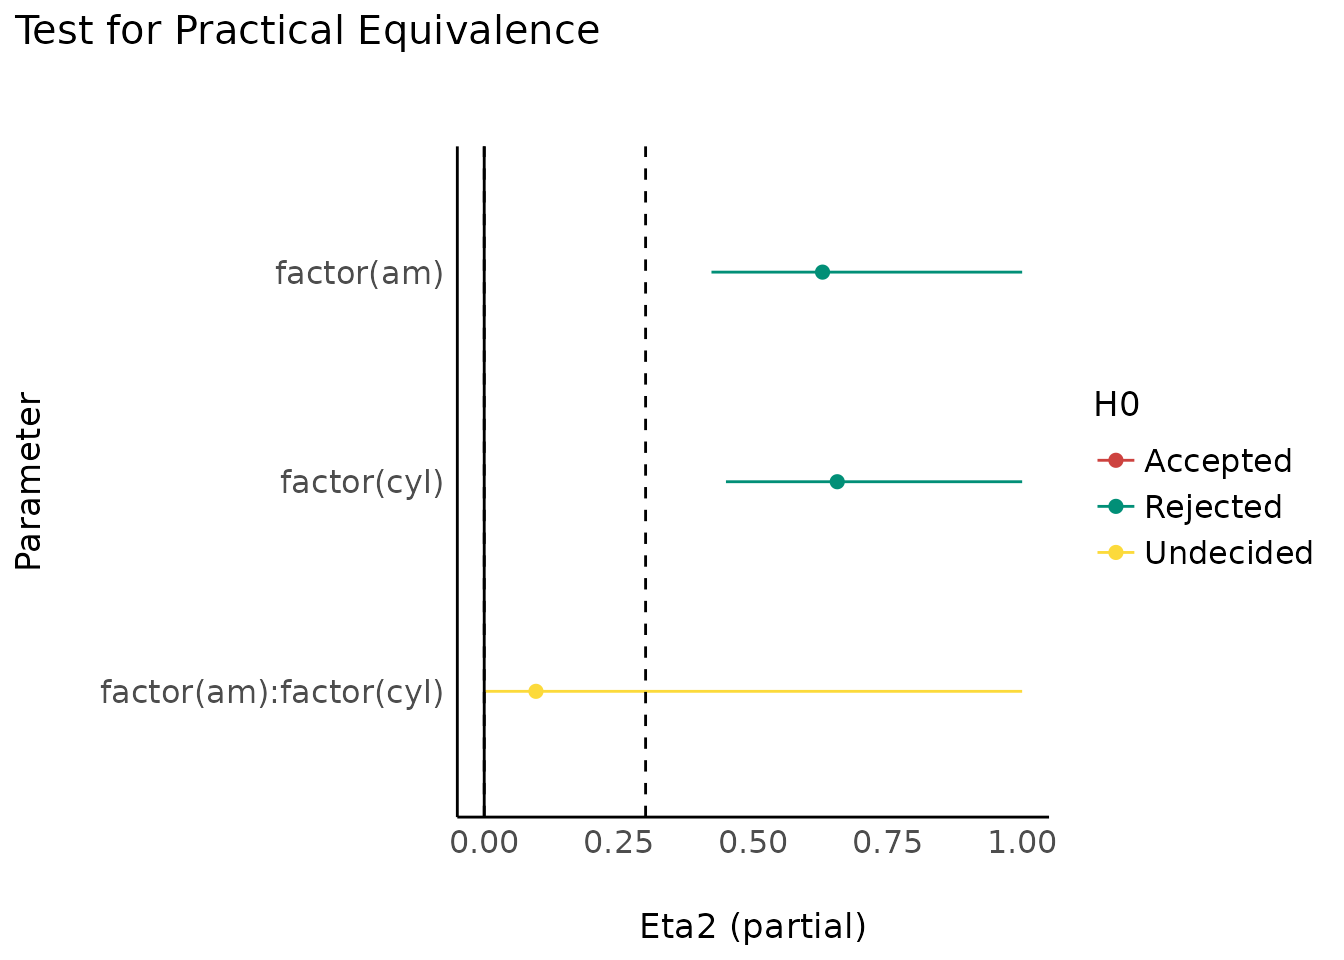 Test for Practical Equivalence
factor(am)
factor(cyl)
factor(am):factor(cyl)
Parameter
0.00 0.25 0.50 0.75 1.00
Eta2 (partial)
H0
Accepted
Rejected
Undecided